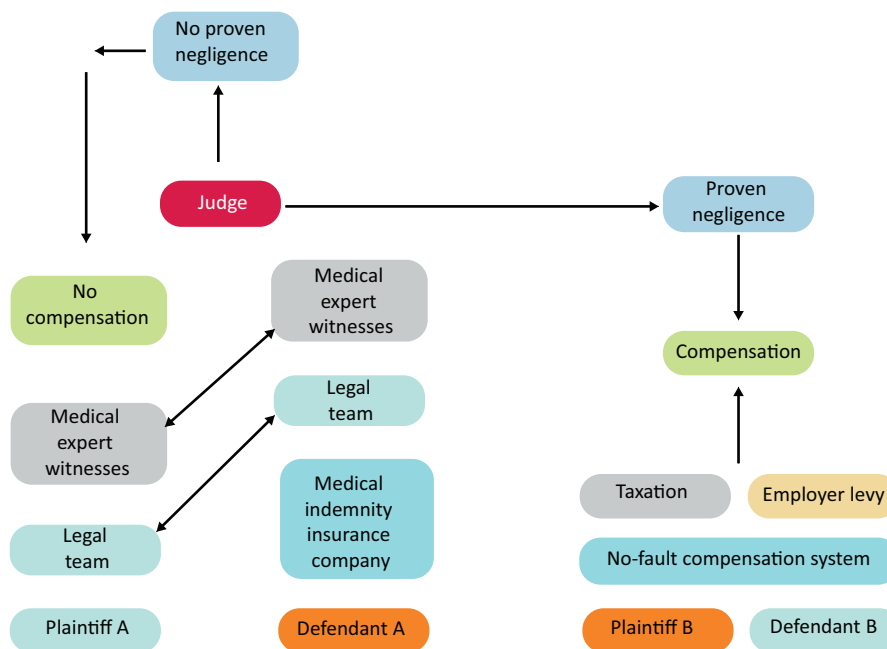 No proven
negligence
Judge
Proven
negligence
No
compensation
Medical
expert
witnesses
Compensation
Legal
team
Medical
expert
witnesses
Medical
indemnity
insurance
company
Taxation
Employer levy
Legal
team
No-fault compensation system
Plaintiff A
Defendant A
Plaintiff B
Defendant B